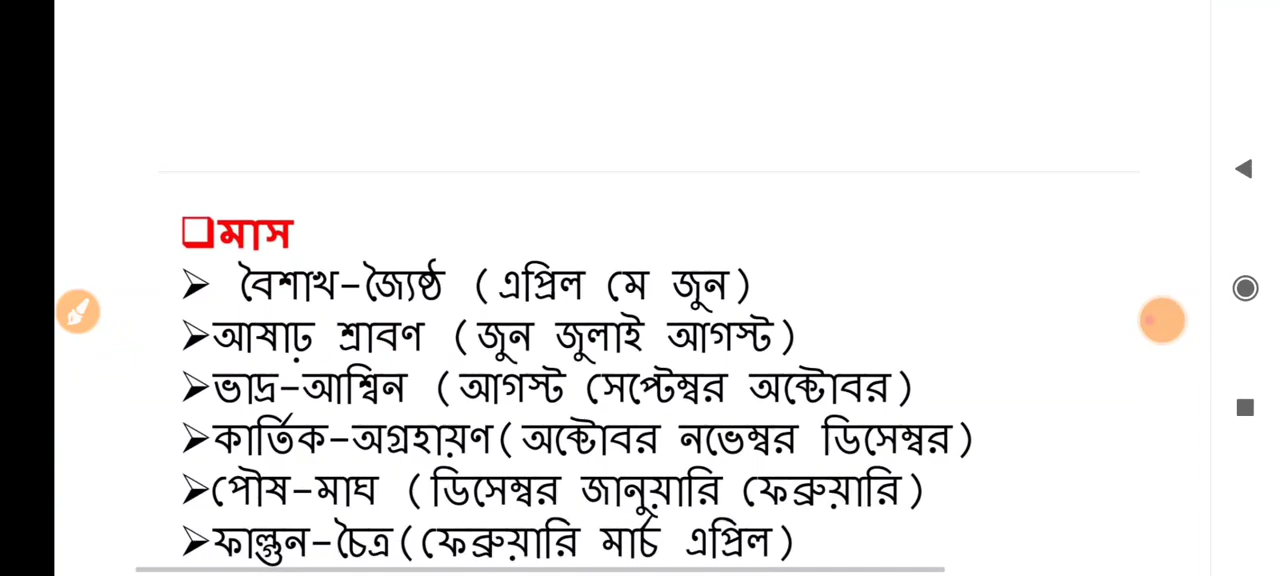 ❑মাস
➢ বৈশাখ-জ্যৈষ্ঠ (এপ্রিল মে জুন)
➢আষাঢ় শ্রাবণ (জুন জুলাই আগস্ট)
➢ভাদ্র-আশ্বিন (আগস্ট সেপ্টেম্বর অক্টোবর)
➢কার্তিক-অগ্রহায়ণ(অক্টোবর নভেম্বর ডিসেম্বর)
➢পৌষ-মাঘ (ডিসেম্বর জানুয়ারি ফেব্রুয়ারি)
➢ফাল্গুন-চৈত্র(ফেব্রুয়ারি মার্চ এপ্রিল)